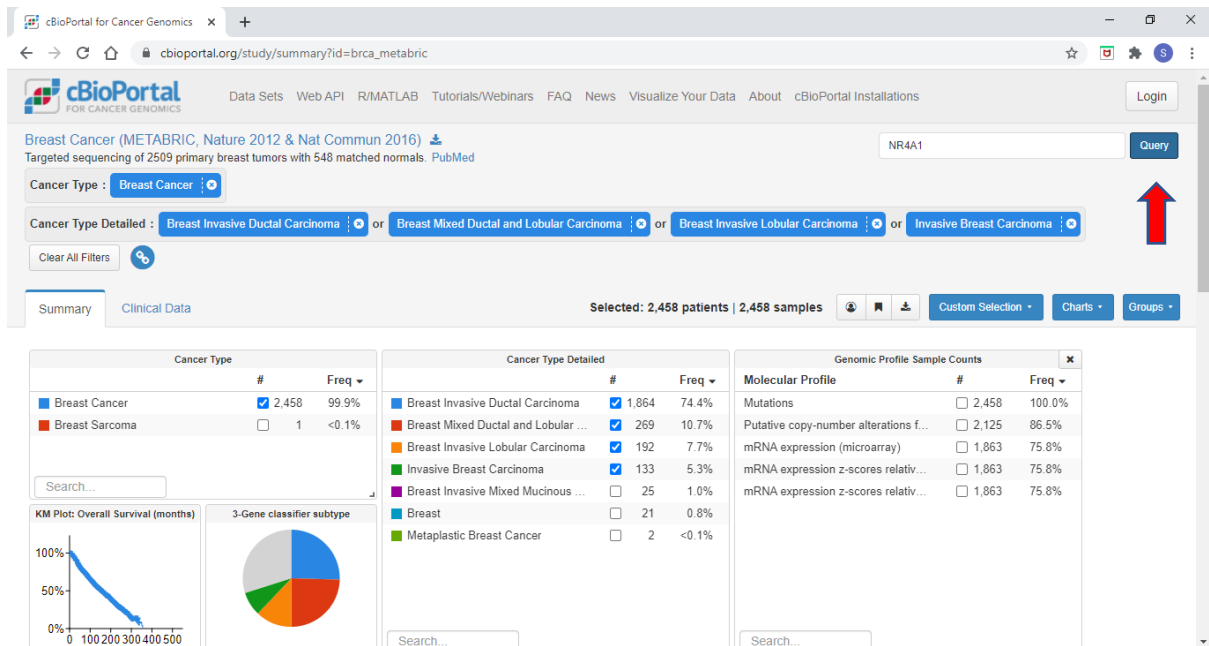 cBioPortal for Cancer Genomics
cbioportal.org/study/summary?id=brca_metabric
S
cBioPortal
FOR CANCER GENOMICS
Data Sets Web API R/MATLAB Tutorials/Webinars FAQ News Visualize Your Data About cBioPortal Installations
Login
Breast Cancer (METABRIC, Nature 2012 & Nat Commun 2016)
NR4A1
Query
Targeted sequencing of 2509 primary breast tumors with 548 matched normals. PubMed
Cancer Type : Breast Cancer
Cancer Type Detailed : Breast Invasive Ductal Carcinoma or Breast Mixed Ductal and Lobular Carcinoma or Breast Invasive Lobular Carcinoma or Invasive Breast Carcinoma
Clear All Filters
Summary Clinical Data Selected: 2,458 patients | 2,458 samples Custom Selection Charts Groups
Cancer Type
# Freq
Breast Cancer 2,458 99.9%
Breast Sarcoma 1 <0.1%
Search...
Cancer Type Detailed
# Freq
Breast Invasive Ductal Carcinoma 1,864 74.4%
Breast Mixed Ductal and Lobular ... 269 10.7%
Breast Invasive Lobular Carcinoma 192 7.7%
Invasive Breast Carcinoma 133 5.3%
Breast Invasive Mixed Mucinous ... 25 1.0%
Breast 21 0.8%
Metaplastic Breast Cancer 2 <0.1%
Search...
Genomic Profile Sample Counts
Molecular Profile # Freq
Mutations 2,458 100.0%
Putative copy-number alterations f... 2,125 86.5%
mRNA expression (microarray) 1,863 75.8%
mRNA expression z-scores relativ... 1,863 75.8%
mRNA expression z-scores relativ... 1,863 75.8%
Search...
KM Plot: Overall Survival (months)
100%
50%
0%
0 100 200 300 400 500
3-Gene classifier subtype